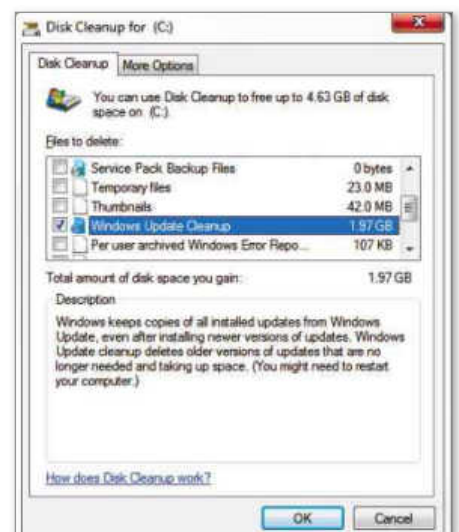 Disk Cleanup for (C:)
Disk Cleanup
More Options
You can use Disk Cleanup to free up to 4.63 GB of disk
space on (C:).
Files to delete:
Service Pack Backup Files 0 bytes
Temporary files 23.0 MB
Thumbnails 42.0 MB
Windows Update Cleanup 1.97 GB
Per user archived Windows Error Repo... 107 KB
Total amount of disk space you gain: 1.97 GB
Description
Windows keeps copies of all installed updates from Windows
Update, even after installing newer versions of updates. Windows
Update cleanup deletes older versions of updates that are no
longer needed and taking up space. (You might need to restart
your computer.)
How does Disk Cleanup work?
OK
Cancel